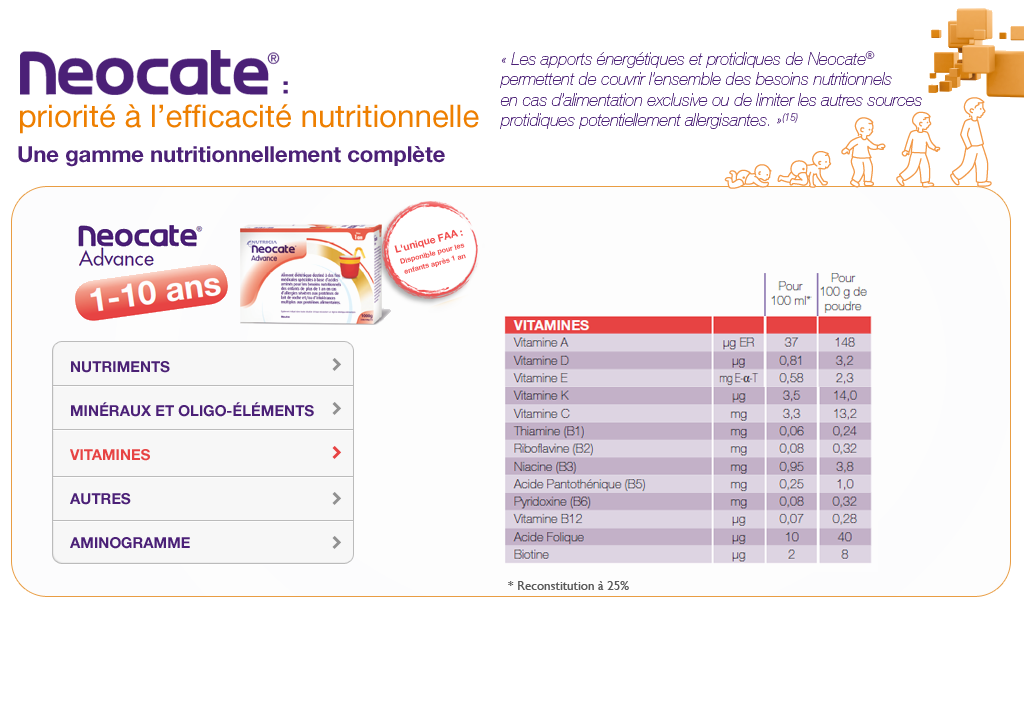 Neocate® :
priorité à l'efficacité nutritionnelle
Une gamme nutritionnellement complète
« Les apports énergétiques et protidiques de Neocate®
permettent de couvrir l'ensemble des besoins nutritionnels
en cas d'alimentation exclusive ou de limiter les autres sources
protidiques potentiellement allergisantes. »(15)
Neocate®
Advance
1-10 ans
NUTRICIA
Neocate
Advance
L'unique FAA :
Disponible pour les
enfants après 1 an
NUTRIMENTS
MINÉRAUX ET OLIGO-ÉLÉMENTS
VITAMINES
AUTRES
AMINOGRAMME
Pour
100 ml*
Pour
100 g de
poudre
VITAMINES
Vitamine A µg ER 37 148
Vitamine D µg 0,81 3,2
Vitamine E mg E-α-T 0,58 2,3
Vitamine K µg 3,5 14,0
Vitamine C mg 3,3 13,2
Thiamine (B1) mg 0,06 0,24
Riboflavine (B2) mg 0,08 0,32
Niacine (B3) mg 0,95 3,8
Acide Pantothénique (B5) mg 0,25 1,0
Pyridoxine (B6) mg 0,08 0,32
Vitamine B12 µg 0,07 0,28
Acide Folique µg 10 40
Biotine µg 2 8
* Reconstitution à 25%